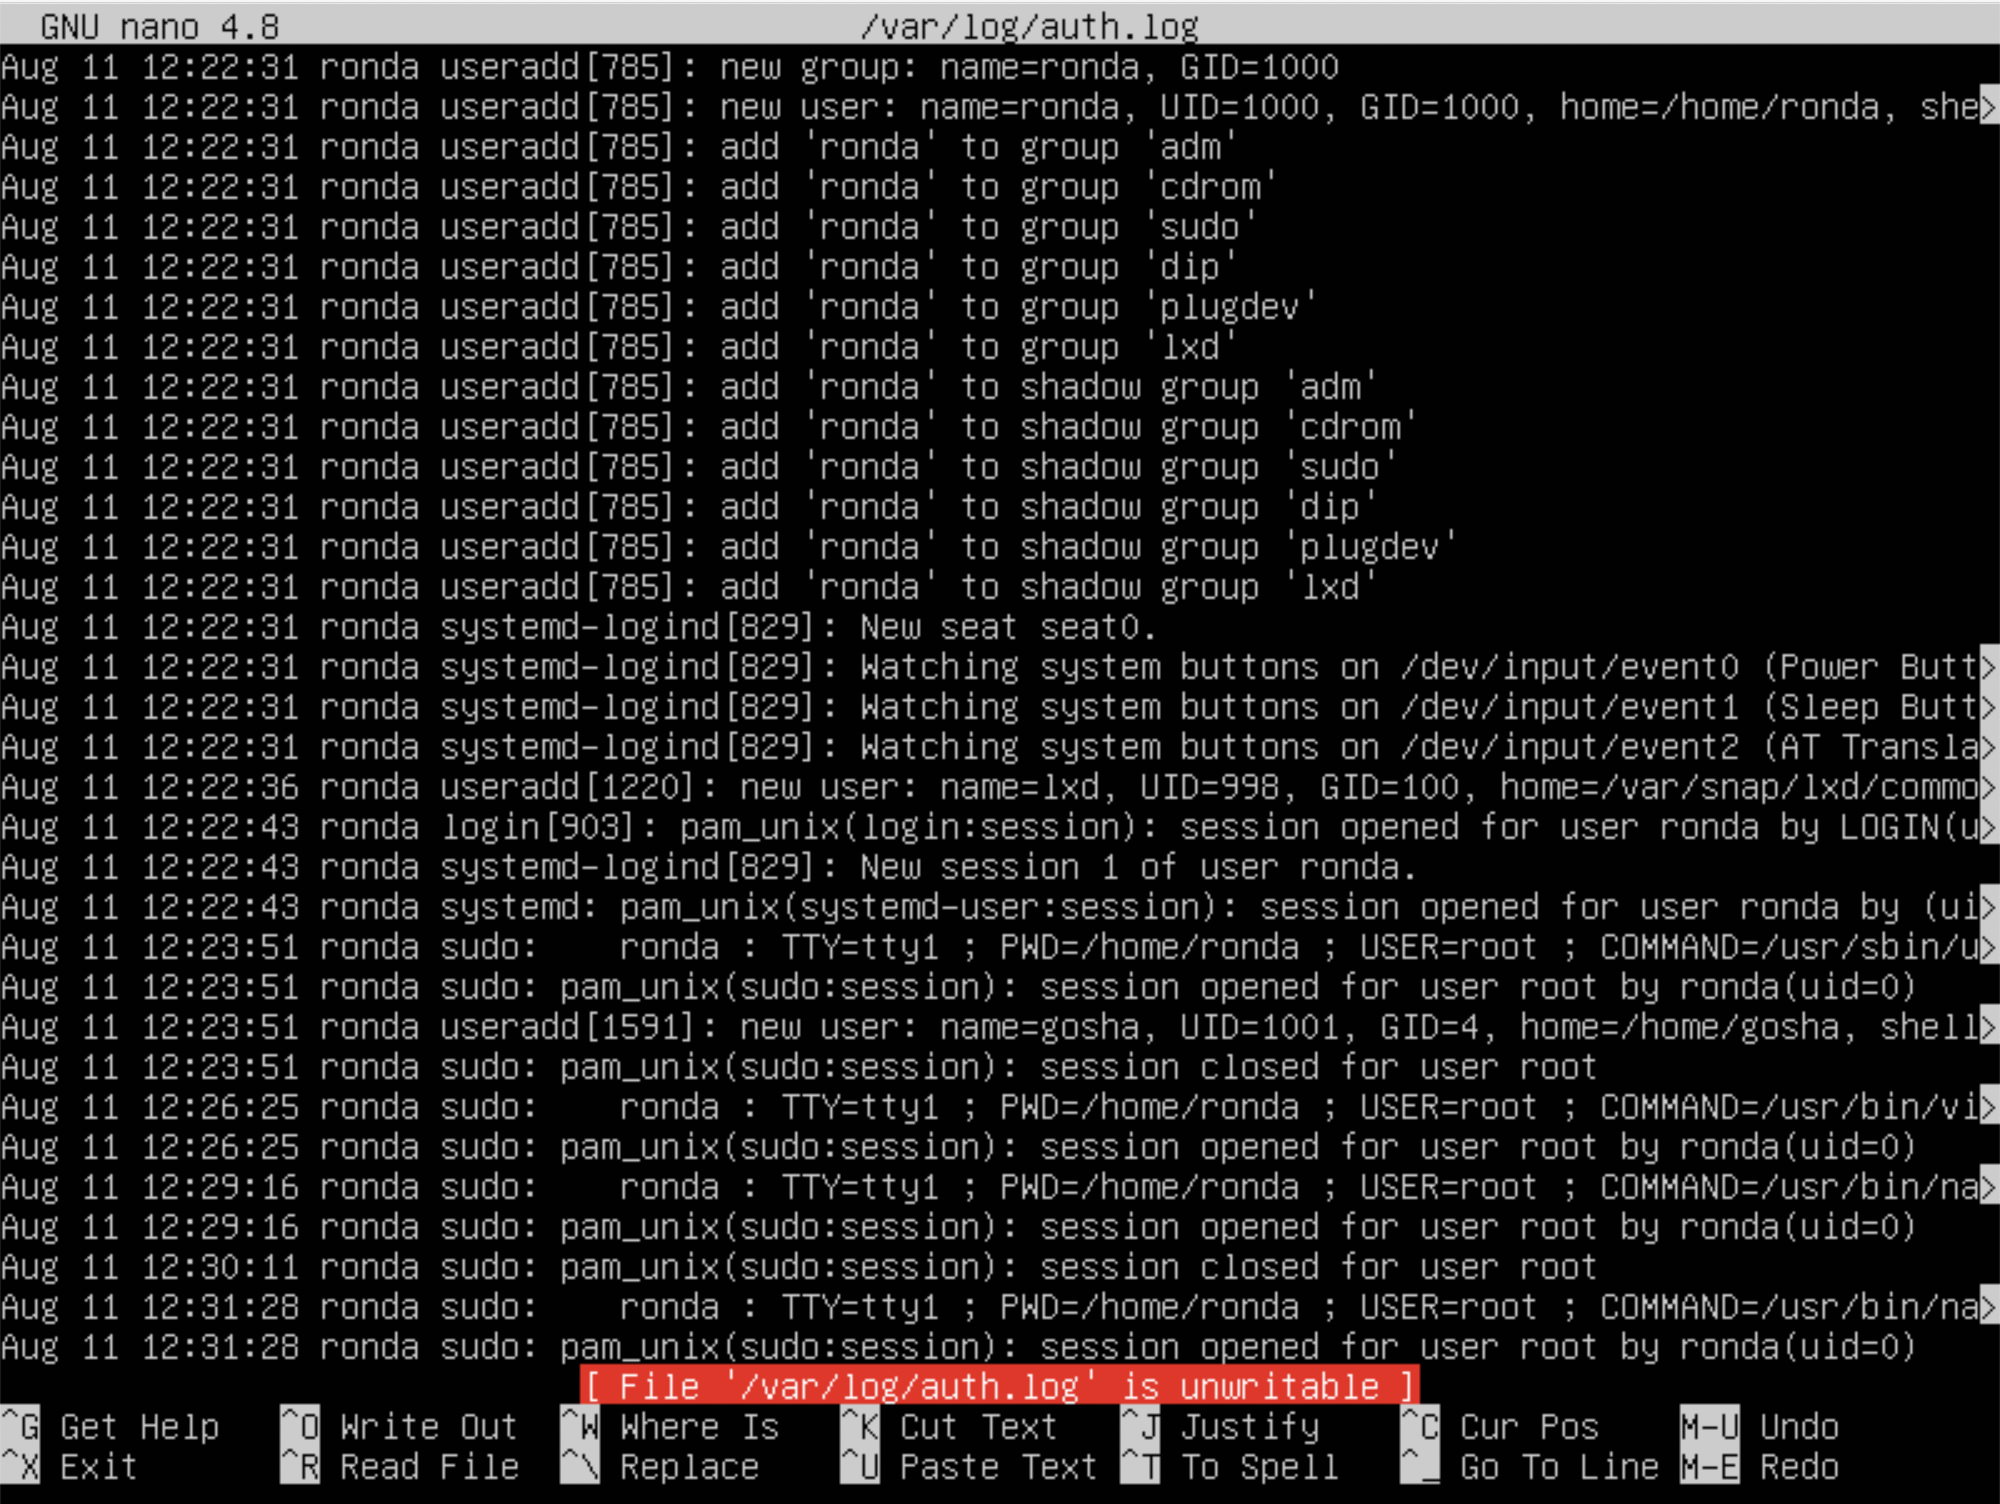 GNU nano 4.8 /var/log/auth.log
Aug 11 12:22:31 ronda useradd[785]: new group: name=ronda, GID=1000
Aug 11 12:22:31 ronda useradd[785]: new user: name=ronda, UID=1000, GID=1000, home=/home/ronda, she>
Aug 11 12:22:31 ronda useradd[785]: add 'ronda' to group 'adm'
Aug 11 12:22:31 ronda useradd[785]: add 'ronda' to group 'cdrom'
Aug 11 12:22:31 ronda useradd[785]: add 'ronda' to group 'sudo'
Aug 11 12:22:31 ronda useradd[785]: add 'ronda' to group 'dip'
Aug 11 12:22:31 ronda useradd[785]: add 'ronda' to group 'plugdev'
Aug 11 12:22:31 ronda useradd[785]: add 'ronda' to group 'lxd'
Aug 11 12:22:31 ronda useradd[785]: add 'ronda' to shadow group 'adm'
Aug 11 12:22:31 ronda useradd[785]: add 'ronda' to shadow group 'cdrom'
Aug 11 12:22:31 ronda useradd[785]: add 'ronda' to shadow group 'sudo'
Aug 11 12:22:31 ronda useradd[785]: add 'ronda' to shadow group 'dip'
Aug 11 12:22:31 ronda useradd[785]: add 'ronda' to shadow group 'plugdev'
Aug 11 12:22:31 ronda useradd[785]: add 'ronda' to shadow group 'lxd'
Aug 11 12:22:31 ronda systemd-logind[829]: New seat seat0.
Aug 11 12:22:31 ronda systemd-logind[829]: Watching system buttons on /dev/input/event0 (Power Butt>
Aug 11 12:22:31 ronda systemd-logind[829]: Watching system buttons on /dev/input/event1 (Sleep Butt>
Aug 11 12:22:31 ronda systemd-logind[829]: Watching system buttons on /dev/input/event2 (AT Transla>
Aug 11 12:22:36 ronda useradd[1220]: new user: name=lxd, UID=998, GID=100, home=/var/snap/lxd/commo>
Aug 11 12:22:43 ronda login[903]: pam_unix(login:session): session opened for user ronda by LOGIN(u>
Aug 11 12:22:43 ronda systemd-logind[829]: New session 1 of user ronda.
Aug 11 12:22:43 ronda systemd: pam_unix(systemd-user:session): session opened for user ronda by (ui>
Aug 11 12:23:51 ronda sudo:    ronda : TTY=tty1 ; PWD=/home/ronda ; USER=root ; COMMAND=/usr/sbin/u>
Aug 11 12:23:51 ronda sudo: pam_unix(sudo:session): session opened for user root by ronda(uid=0)
Aug 11 12:23:51 ronda useradd[1591]: new user: name=gosha, UID=1001, GID=4, home=/home/gosha, shell>
Aug 11 12:23:51 ronda sudo: pam_unix(sudo:session): session closed for user root
Aug 11 12:26:25 ronda sudo:    ronda : TTY=tty1 ; PWD=/home/ronda ; USER=root ; COMMAND=/usr/bin/vi>
Aug 11 12:26:25 ronda sudo: pam_unix(sudo:session): session opened for user root by ronda(uid=0)
Aug 11 12:29:16 ronda sudo:    ronda : TTY=tty1 ; PWD=/home/ronda ; USER=root ; COMMAND=/usr/bin/na>
Aug 11 12:29:16 ronda sudo: pam_unix(sudo:session): session opened for user root by ronda(uid=0)
Aug 11 12:30:11 ronda sudo: pam_unix(sudo:session): session closed for user root
Aug 11 12:31:28 ronda sudo:    ronda : TTY=tty1 ; PWD=/home/ronda ; USER=root ; COMMAND=/usr/bin/na>
Aug 11 12:31:28 ronda sudo: pam_unix(sudo:session): session opened for user root by ronda(uid=0)
[ File '/var/log/auth.log' is unwritable ]
^G Get Help ^O Write Out ^W Where Is ^K Cut Text ^J Justify ^C Cur Pos M-U Undo
^X Exit ^R Read File ^\ Replace ^U Paste Text ^T To Spell ^_ Go To Line M-E Redo